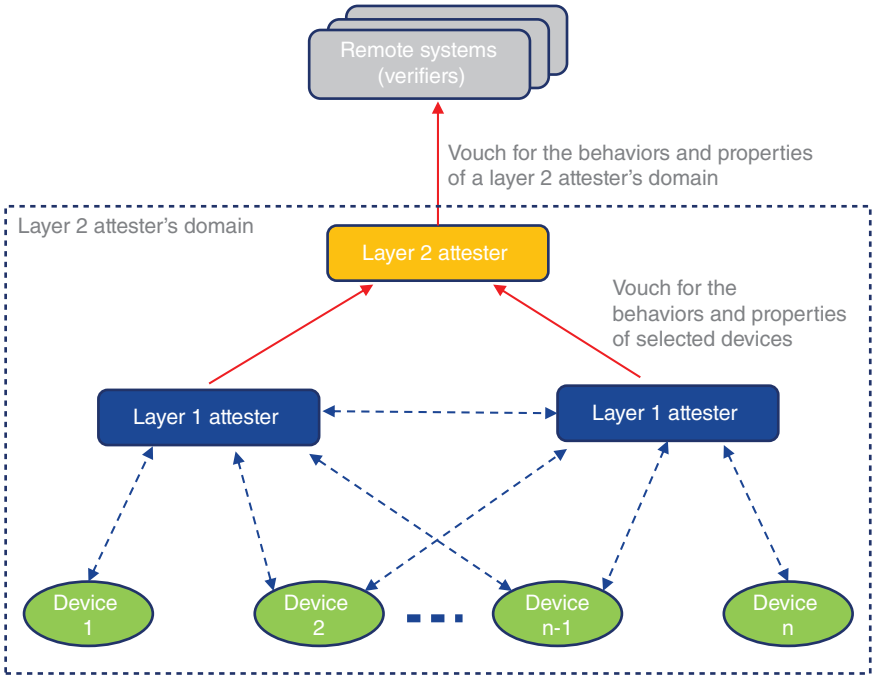 Remote systems
(verifiers)
Vouch for the behaviors and properties
of a layer 2 attester's domain
Layer 2 attester's domain
Layer 2 attester
Vouch for the
behaviors and properties
of selected devices
Layer 1 attester
Layer 1 attester
Device
1
Device
2
Device
n-1
Device
n